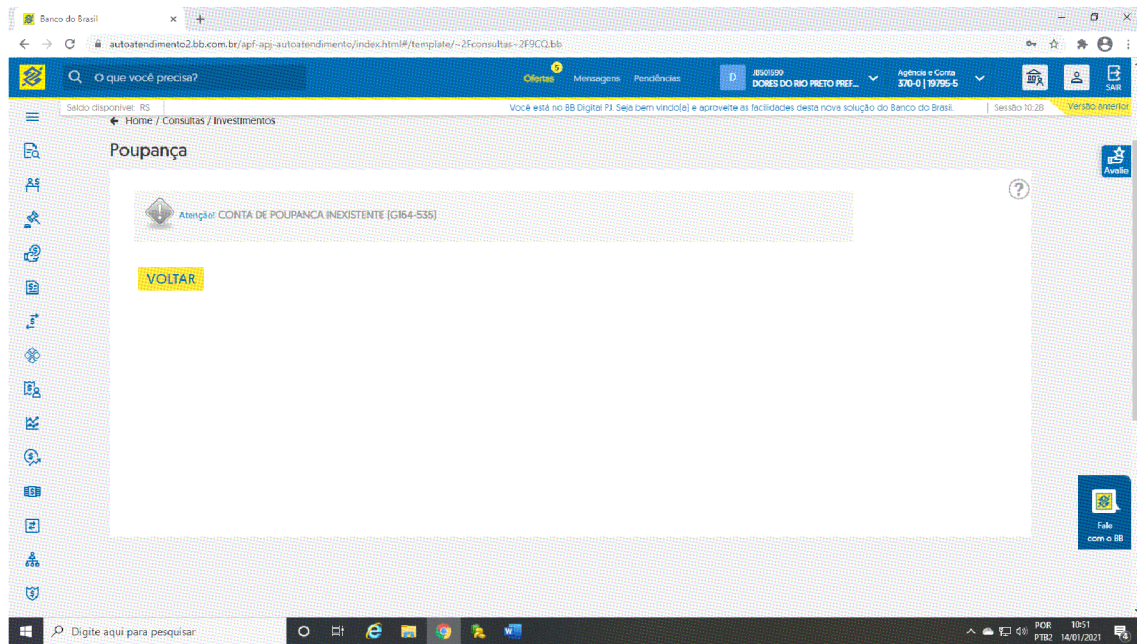 Banco do Brasil
autoatendimento2.bb.com.br/apf-apj-autoatendimento/index.html#/template/~2Fconsultas~2F9CQ.bb
O que você precisa?
5
Ofertas Mensagens Pendências
D
JB501590
DORES DO RIO PRETO PREF...
Agência e Conta
370-0 | 19795-5
SAIR
Saldo disponível: R$
Você está no BB Digital PJ. Seja bem vindo(a) e aproveite as facilidades desta nova solução do Banco do Brasil.
Sessão 10:28
Versão anterior
Home / Consultas / Investimentos
Poupança
Avalie
?
Atenção! CONTA DE POUPANCA INEXISTENTE (G164-535)
VOLTAR
Fale
com o BB
Digite aqui para pesquisar
POR
PTB2
10:51
14/01/2021